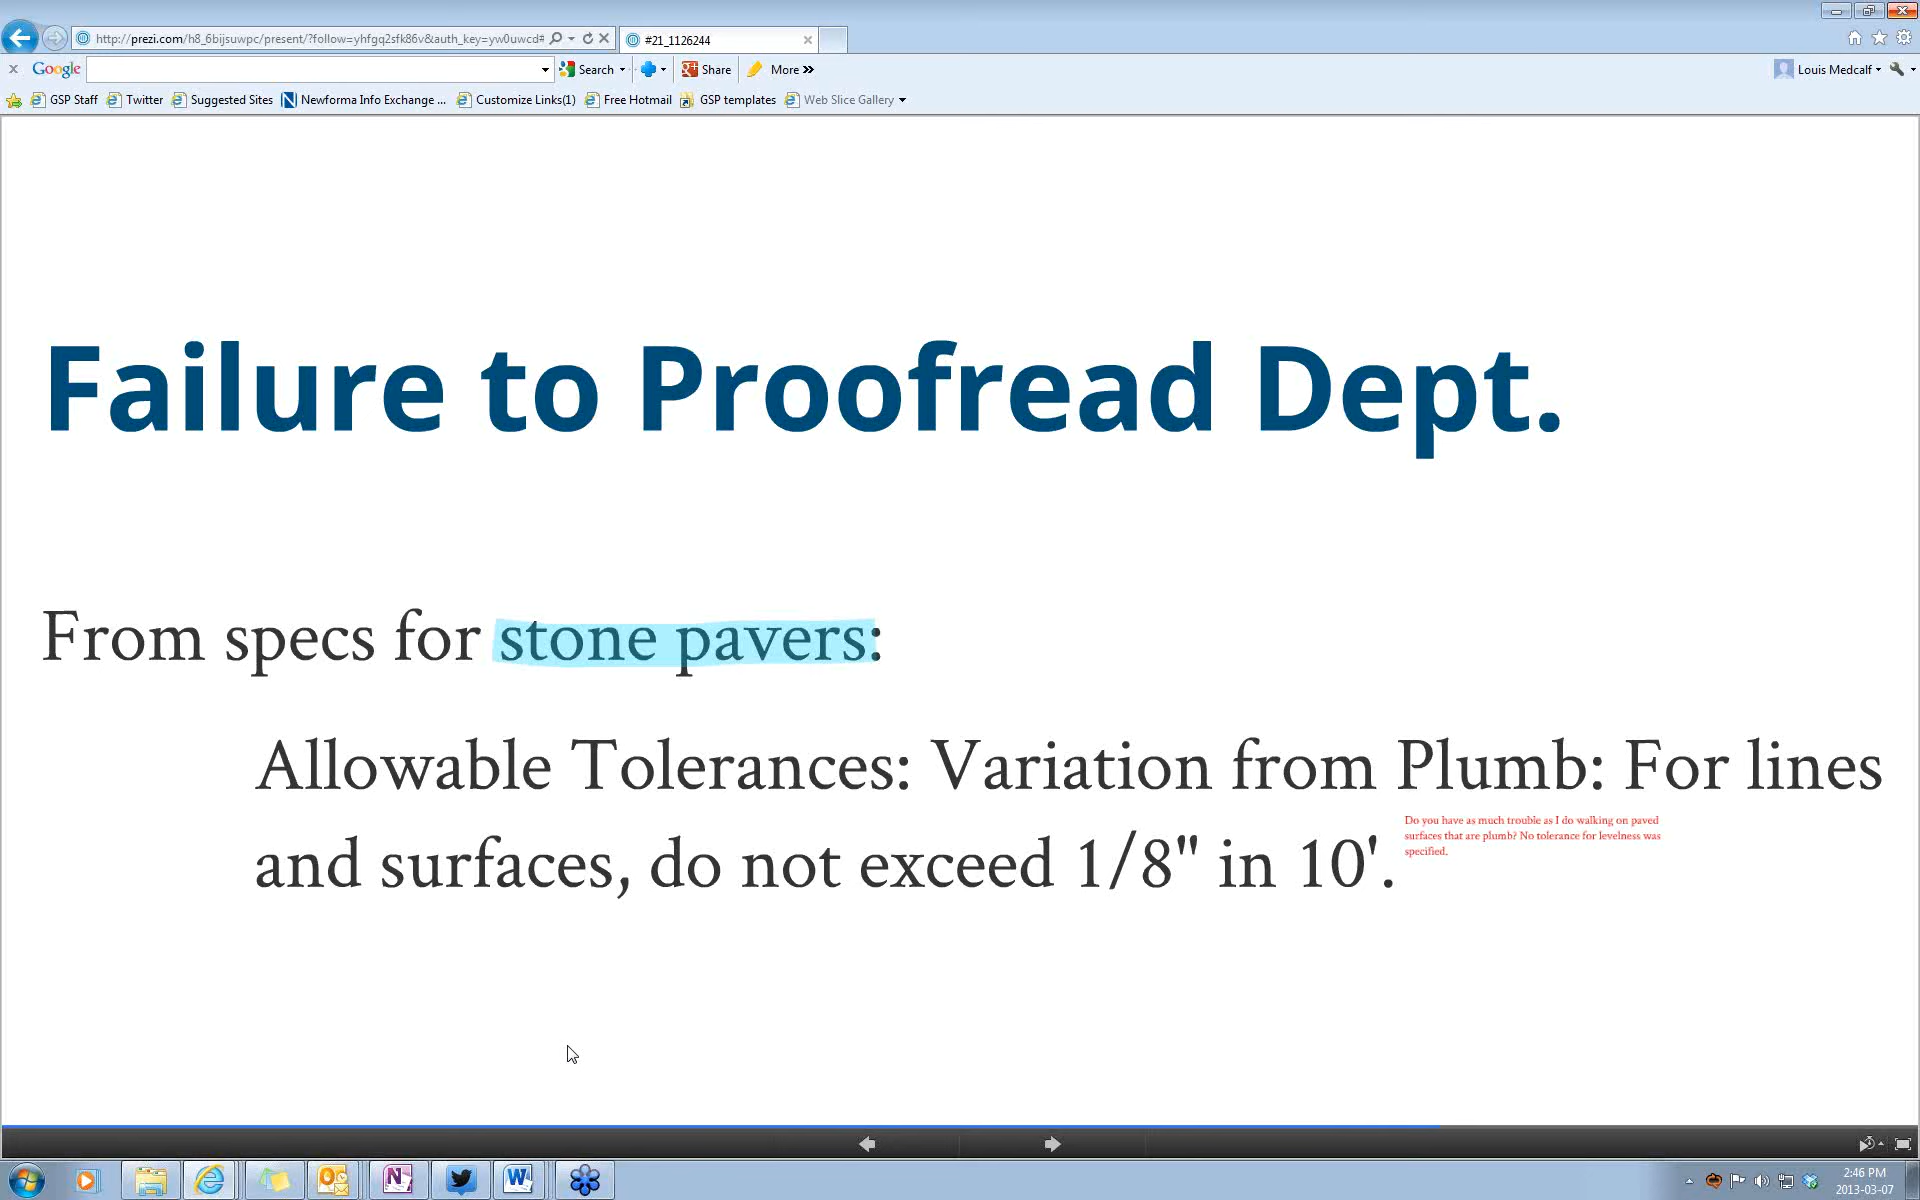 http://prezi.com/h8_6bijsuwpc/present/?follow=yhfgq2sfk86v&auth_key=yw0uwcd#
#21_1126244
x Google Search Share More »
Louis Medcalf
GSP Staff Twitter Suggested Sites Newforma Info Exchange ... Customize Links(1) Free Hotmail GSP templates Web Slice Gallery
Failure to Proofread Dept.
From specs for stone pavers:
Allowable Tolerances: Variation from Plumb: For lines
and surfaces, do not exceed 1/8" in 10'.
Do you have as much trouble as I do walking on paved
surfaces that are plumb? No tolerance for levelness was
specified.
2:46 PM
2013-03-07